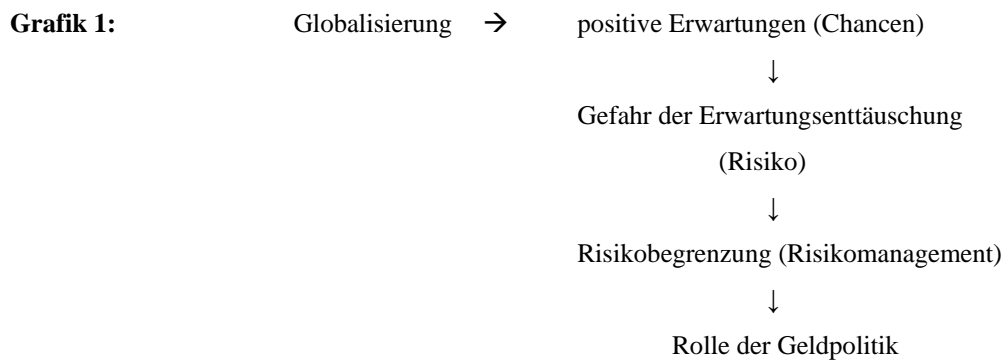 Grafik 1: Globalisierung → positive Erwartungen (Chancen)
↓
Gefahr der Erwartungsenttäuschung
(Risiko)
↓
Risikobegrenzung (Risikomanagement)
↓
Rolle der Geldpolitik